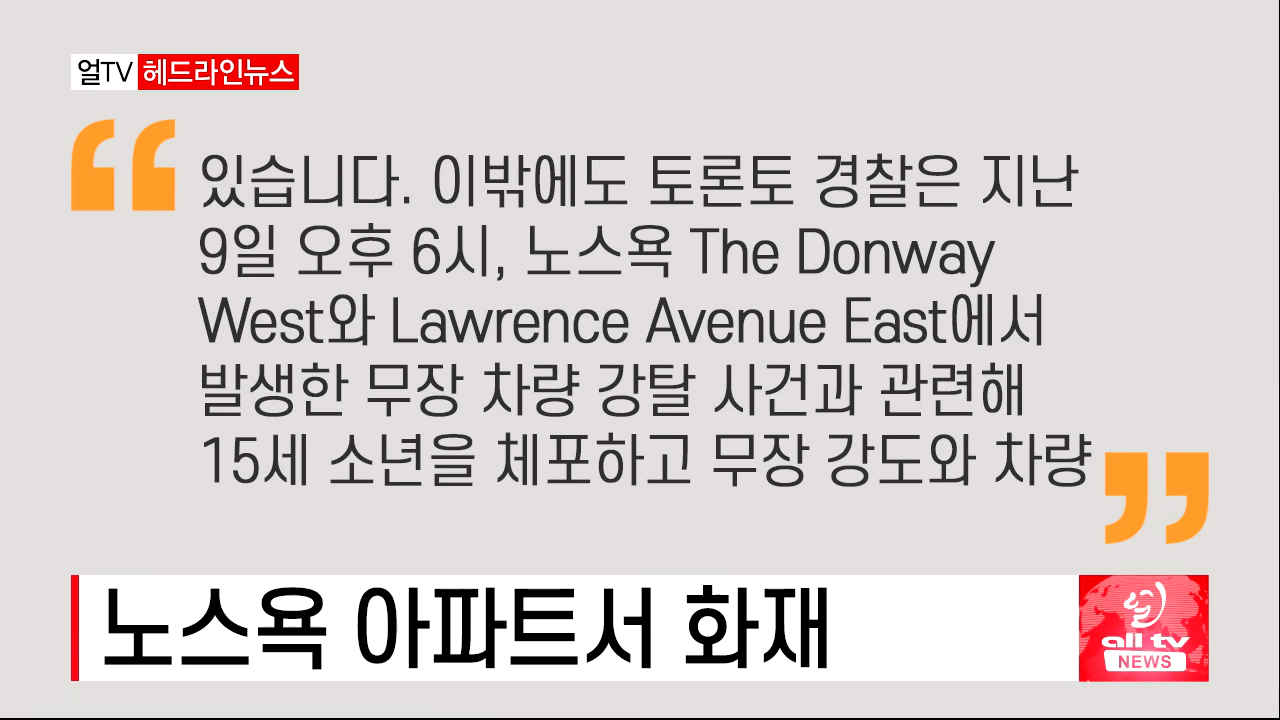 얼TV 헤드라인뉴스
있습니다. 이밖에도 토론토 경찰은 지난
9일 오후 6시, 노스욕 The Donway
West와 Lawrence Avenue East에서
발생한 무장 차량 강탈 사건과 관련해
15세 소년을 체포하고 무장 강도와 차량
노스욕 아파트서 화재
all tv
NEWS